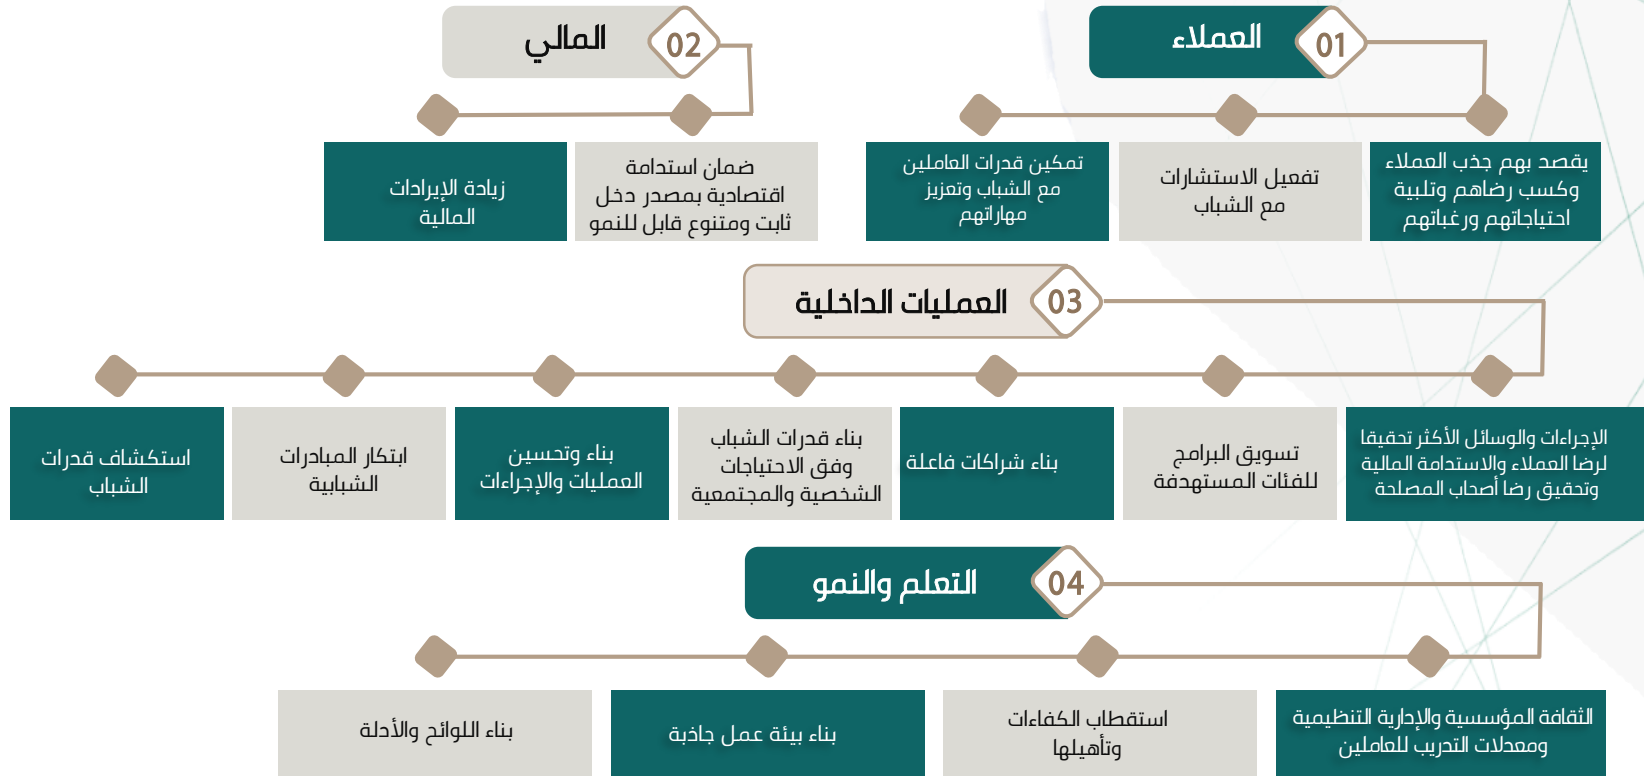 01
العملاء
يقصد بهم جذب العملاء
وكسب رضاهم وتلبية
احتياجاتهم ورغباتهم
تفعيل الاستشارات
مع الشباب
تمكين قدرات العاملين
مع الشباب وتعزيز
مهاراتهم
02
المالي
ضمان استدامة
اقتصادية بمصدر دخل
ثابت ومتنوع قابل للنمو
زيادة الإيرادات
المالية
03
العمليات الداخلية
الإجراءات والوسائل الأكثر تحقيقا
لرضا العملاء والاستدامة المالية
وتحقيق رضا أصحاب المصلحة
تسويق البرامج
للفئات المستهدفة
بناء شراكات فاعلة
بناء قدرات الشباب
وفق الاحتياجات
الشخصية والمجتمعية
بناء وتحسين
العمليات والإجراءات
ابتكار المبادرات
الشبابية
استكشاف قدرات
الشباب
04
التعلم والنمو
الثقافة المؤسسية والإدارية التنظيمية
ومعدلات التدريب للعاملين
استقطاب الكفاءات
وتأهيلها
بناء بيئة عمل جاذبة
بناء اللوائح والأدلة